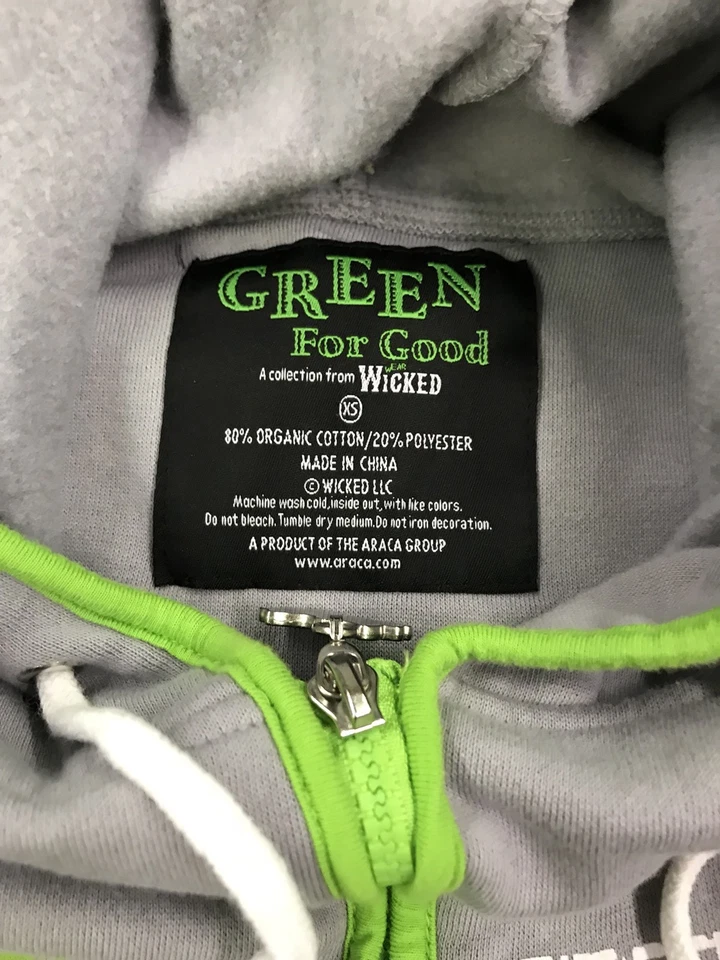 GREEN
For Good
WEAR
A collection from WICKED
XS
80% ORGANIC COTTON/20% POLYESTER
MADE IN CHINA
© WICKED LLC
Machine wash cold, inside out, with like colors.
Do not bleach. Tumble dry medium. Do not iron decoration.
A PRODUCT OF THE ARACA GROUP
www.araca.com